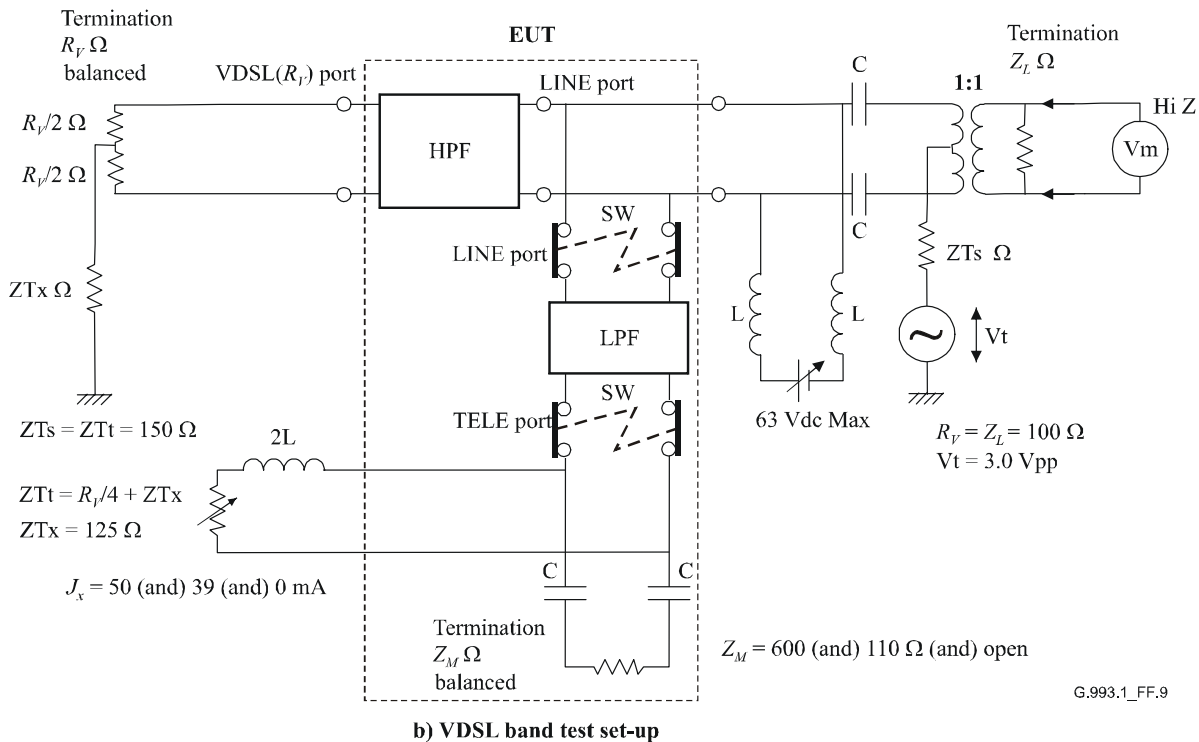 Termination
R_V Ω
balanced
EUT
Termination
Z_L Ω
VDSL(R_V) port
LINE port
C
1:1
Hi Z
R_V/2 Ω
R_V/2 Ω
HPF
Vm
C
SW
LINE port
ZTs Ω
ZTx Ω
L
L
LPF
Vt
SW
TELE port
63 Vdc Max
ZTs = ZTt = 150 Ω
2L
R_V = Z_L = 100 Ω
Vt = 3.0 Vpp
ZTt = R_V/4 + ZTx
ZTx = 125 Ω
C
C
J_x = 50 (and) 39 (and) 0 mA
Termination
Z_M Ω
balanced
Z_M = 600 (and) 110 Ω (and) open
G.993.1_FF.9
b) VDSL band test set-up